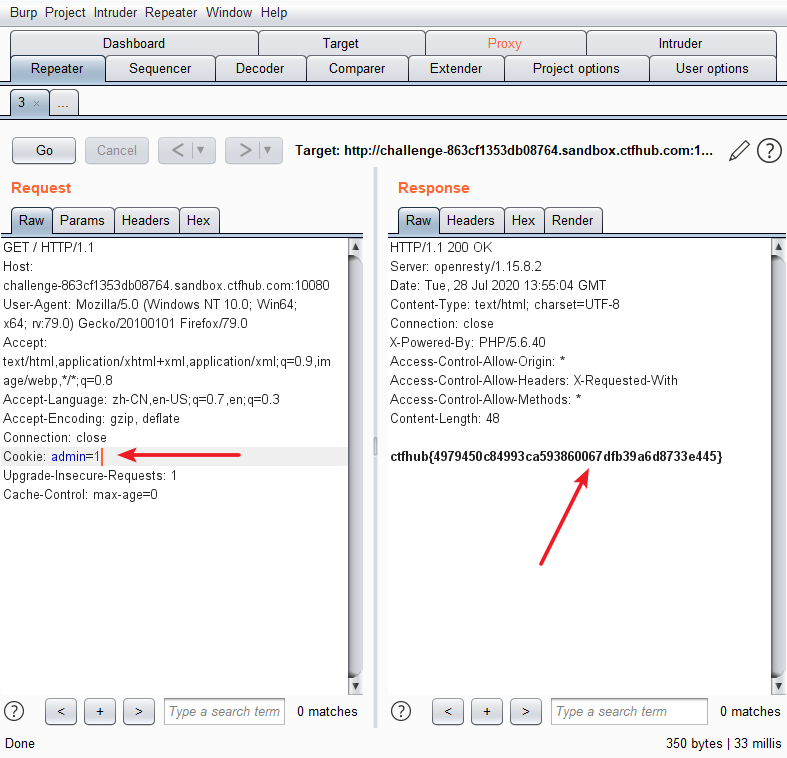 Burp Project Intruder Repeater Window Help
Dashboard Target Proxy Intruder
Repeater Sequencer Decoder Comparer Extender Project options User options
3 × ...
Go Cancel < ▼ > ▼ Target: http://challenge-863cf1353db08764.sandbox.ctfhub.com:1... ?
Request
Raw Params Headers Hex
GET / HTTP/1.1
Host:
challenge-863cf1353db08764.sandbox.ctfhub.com:10080
User-Agent: Mozilla/5.0 (Windows NT 10.0; Win64;
x64; rv:79.0) Gecko/20100101 Firefox/79.0
Accept:
text/html,application/xhtml+xml,application/xml;q=0.9,im
age/webp,*/*;q=0.8
Accept-Language: zh-CN,en-US;q=0.7,en;q=0.3
Accept-Encoding: gzip, deflate
Connection: close
Cookie: admin=1
Upgrade-Insecure-Requests: 1
Cache-Control: max-age=0
? < + > Type a search term 0 matches
Response
Raw Headers Hex Render
HTTP/1.1 200 OK
Server: openresty/1.15.8.2
Date: Tue, 28 Jul 2020 13:55:04 GMT
Content-Type: text/html; charset=UTF-8
Connection: close
X-Powered-By: PHP/5.6.40
Access-Control-Allow-Origin: *
Access-Control-Allow-Headers: X-Requested-With
Access-Control-Allow-Methods: *
Content-Length: 48
ctfhub{4979450c84993ca593860067dfb39a6d8733e445}
? < + > Type a search term 0 matches
Done 350 bytes | 33 millis